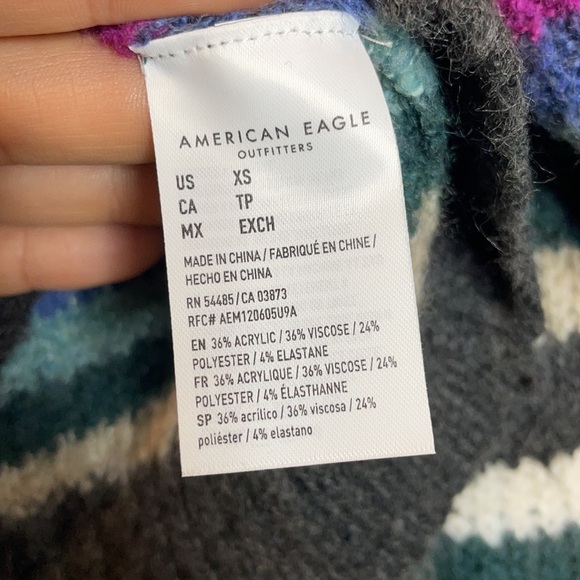 AMERICAN EAGLE
OUTFITTERS
US XS
CA TP
MX EXCH
MADE IN CHINA / FABRIQUÉ EN CHINE /
HECHO EN CHINA
RN 54485 / CA 03873
RFC# AEM120605U9A
EN 36% ACRYLIC / 36% VISCOSE / 24%
POLYESTER / 4% ELASTANE
FR 36% ACRYLIQUE / 36% VISCOSE / 24%
POLYESTER / 4% ÉLASTHANNE
SP 36% acrílico / 36% viscosa / 24%
poliéster / 4% elastano